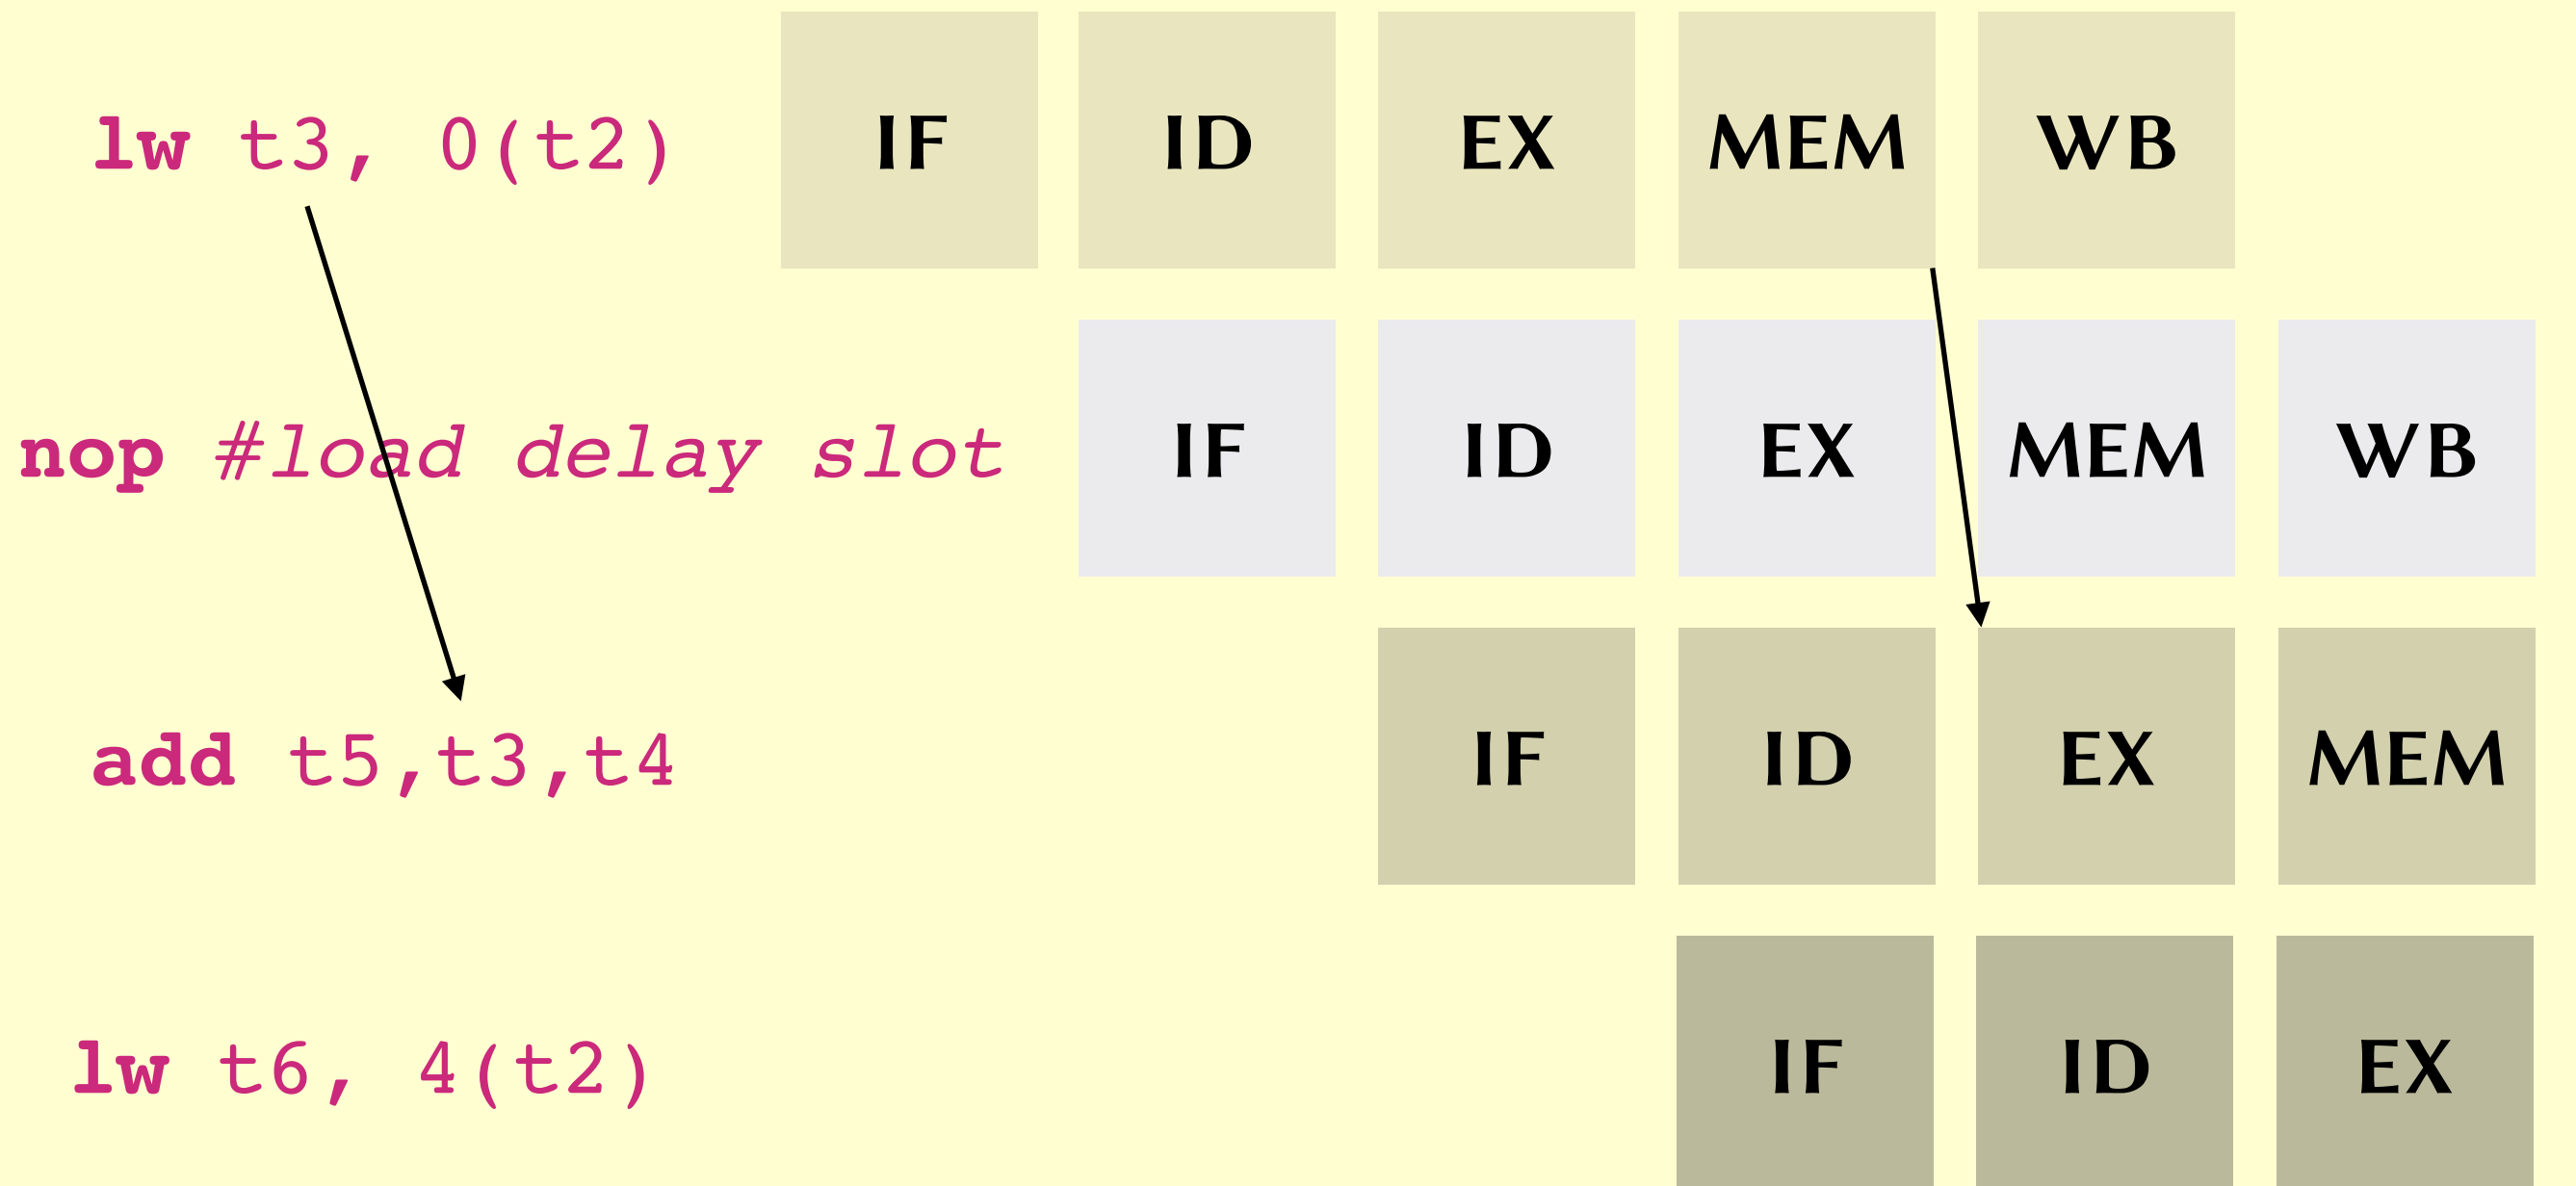 lw t3, 0(t2) IF ID EX MEM WB
nop #load delay slot IF ID EX MEM WB
add t5,t3,t4 IF ID EX MEM
lw t6, 4(t2) IF ID EX